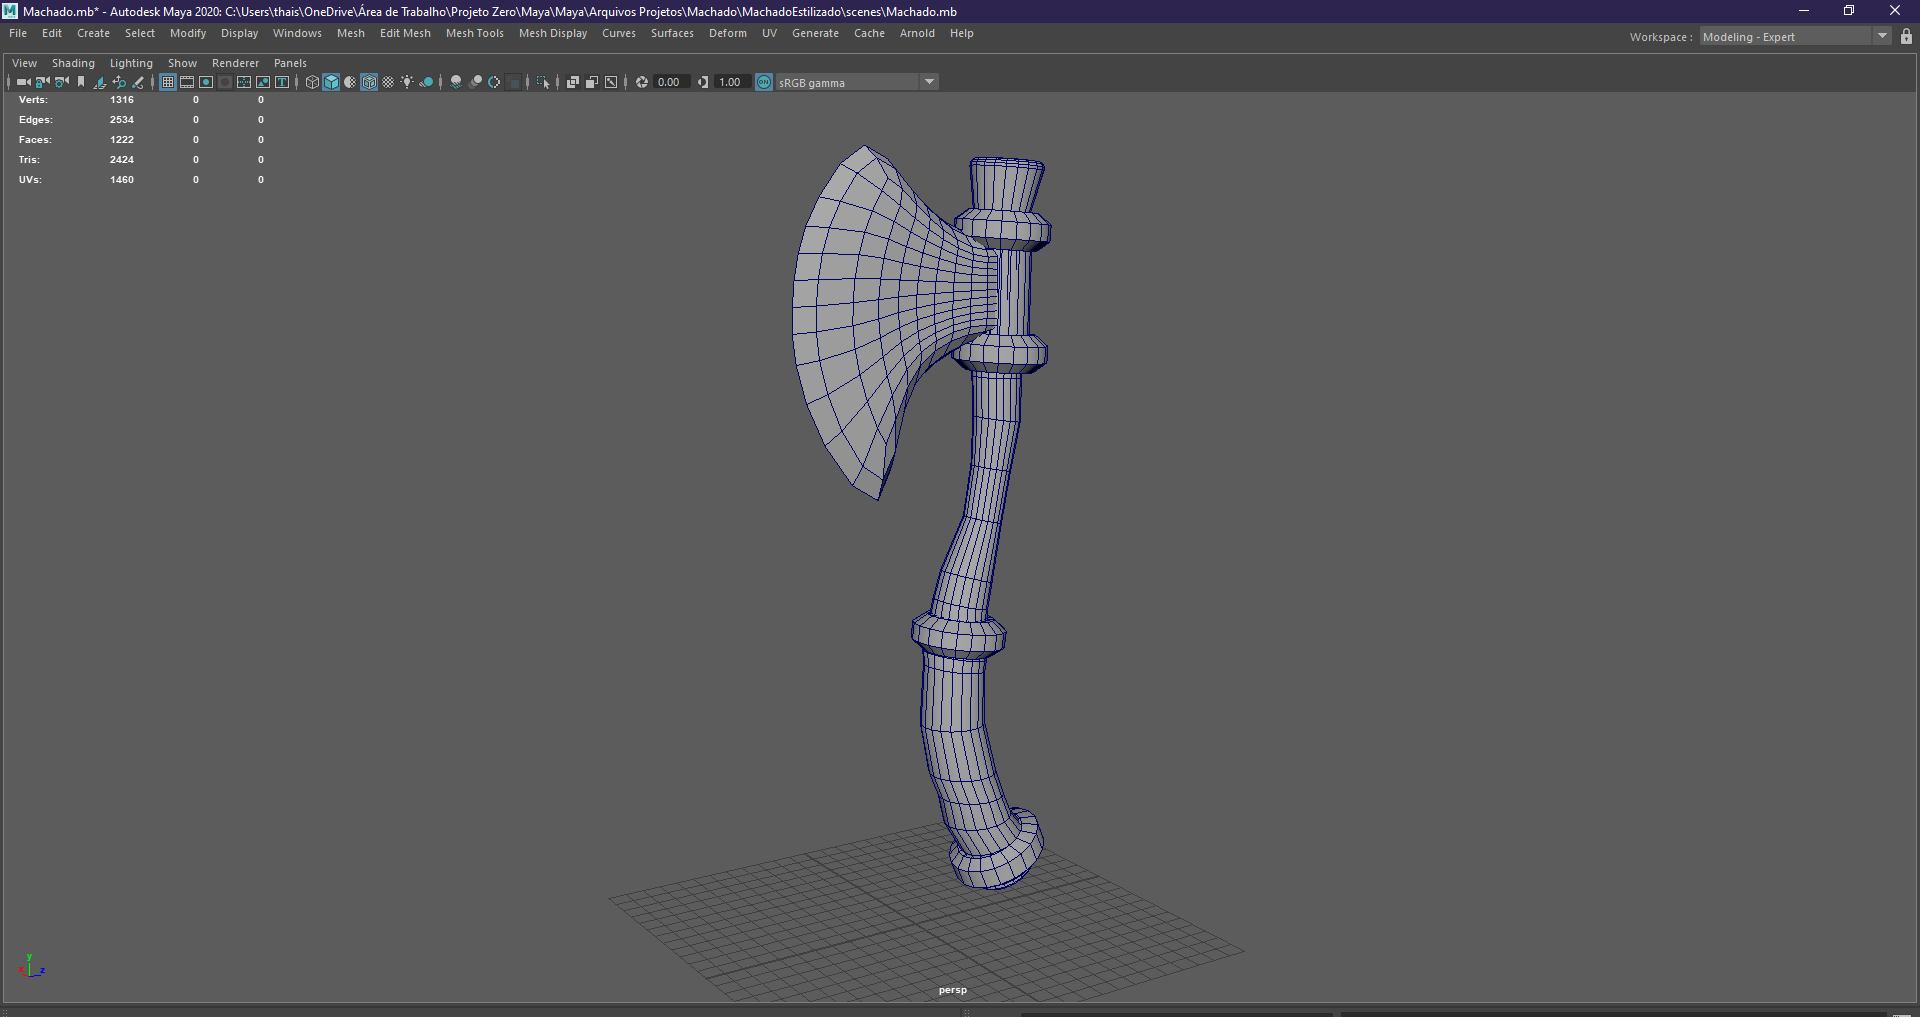 Machado.mb* - Autodesk Maya 2020: C:\Users\thais\OneDrive\Área de Trabalho\Projeto Zero\Maya\Maya\Arquivos Projetos\Machado\MachadoEstilizado\scenes\Machado.mb
File Edit Create Select Modify Display Windows Mesh Edit Mesh Mesh Tools Mesh Display Curves Surfaces Deform UV Generate Cache Arnold Help
Workspace : Modeling - Expert
View Shading Lighting Show Renderer Panels
0.00 1.00 ON sRGB gamma
Verts: 1316 0 0
Edges: 2534 0 0
Faces: 1222 0 0
Tris: 2424 0 0
UVs: 1460 0 0
y
x z
persp